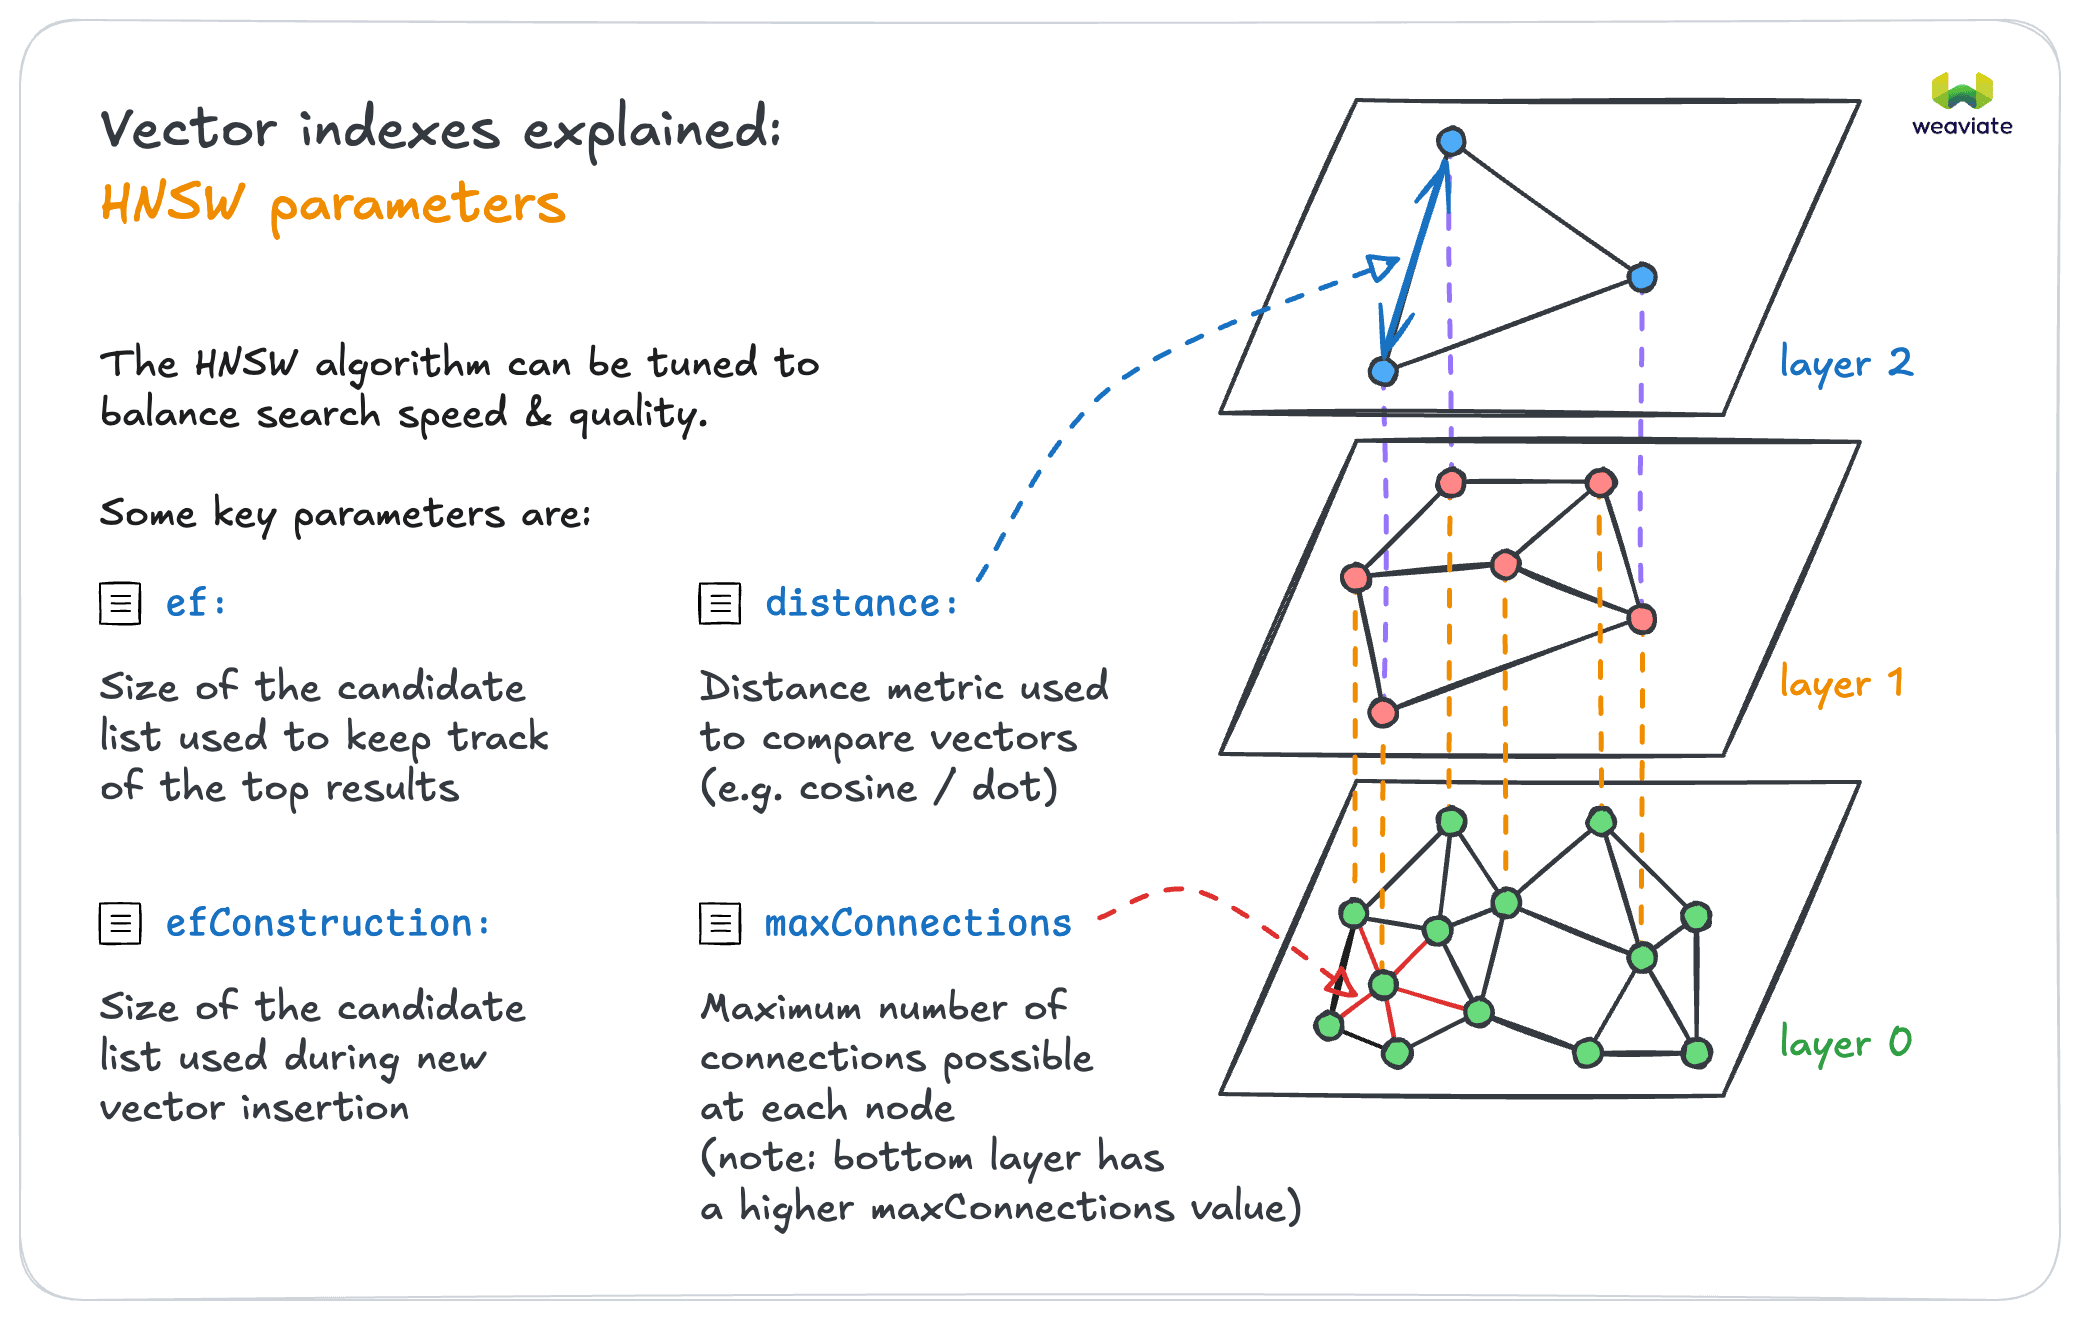 Vector indexes explained:
HNSW parameters
weaviate
The HNSW algorithm can be tuned to
balance search speed & quality.
Some key parameters are:
ef:
Size of the candidate
list used to keep track
of the top results
distance:
Distance metric used
to compare vectors
(e.g. cosine / dot)
efConstruction:
Size of the candidate
list used during new
vector insertion
maxConnections
Maximum number of
connections possible
at each node
(note: bottom layer has
a higher maxConnections value)
layer 2
layer 1
layer 0